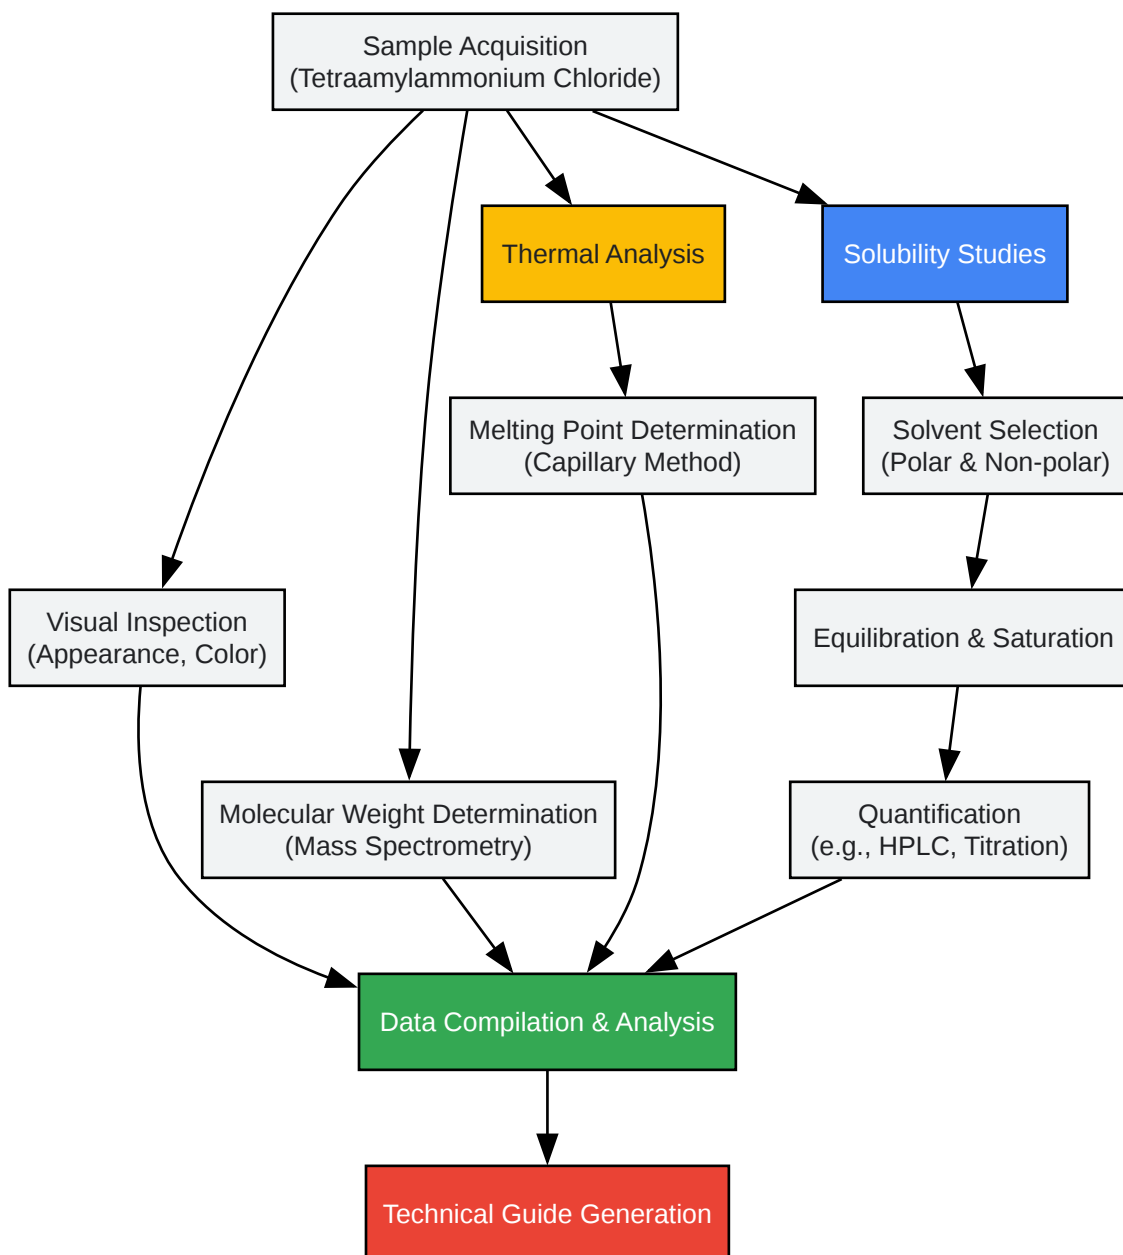 Sample Acquisition
(Tetraamylammonium Chloride)
Thermal Analysis
Solubility Studies
Melting Point Determination
(Capillary Method)
Solvent Selection
(Polar & Non-polar)
Visual Inspection
(Appearance, Color)
Equilibration & Saturation
Molecular Weight Determination
(Mass Spectrometry)
Quantification
(e.g., HPLC, Titration)
Data Compilation & Analysis
Technical Guide Generation